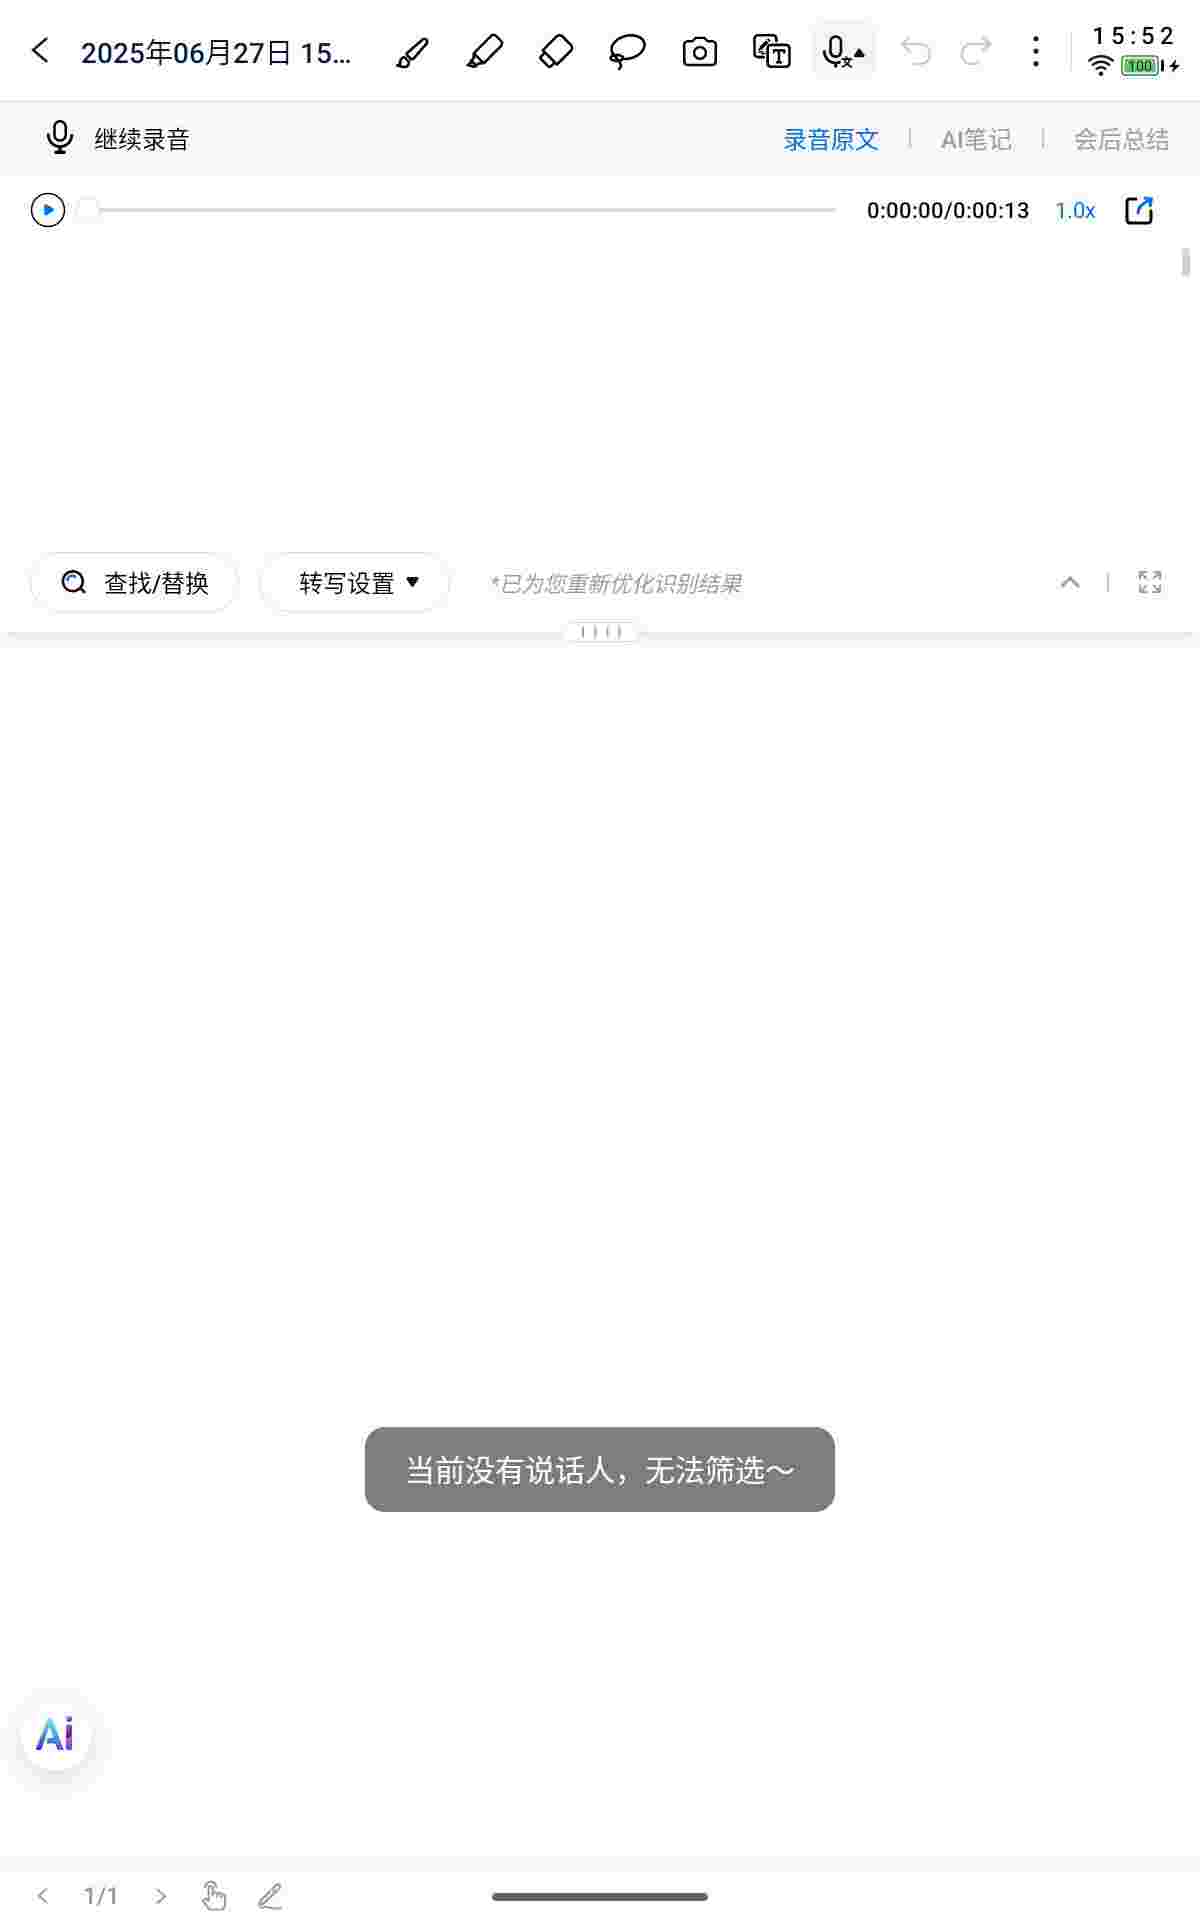 2025年06月27日 15...
15:52
100
继续录音
录音原文
AI笔记
会后总结
0:00:00/0:00:13
1.0x
查找/替换
转写设置
*已为您重新优化识别结果
当前没有说话人，无法筛选～
Ai
1/1